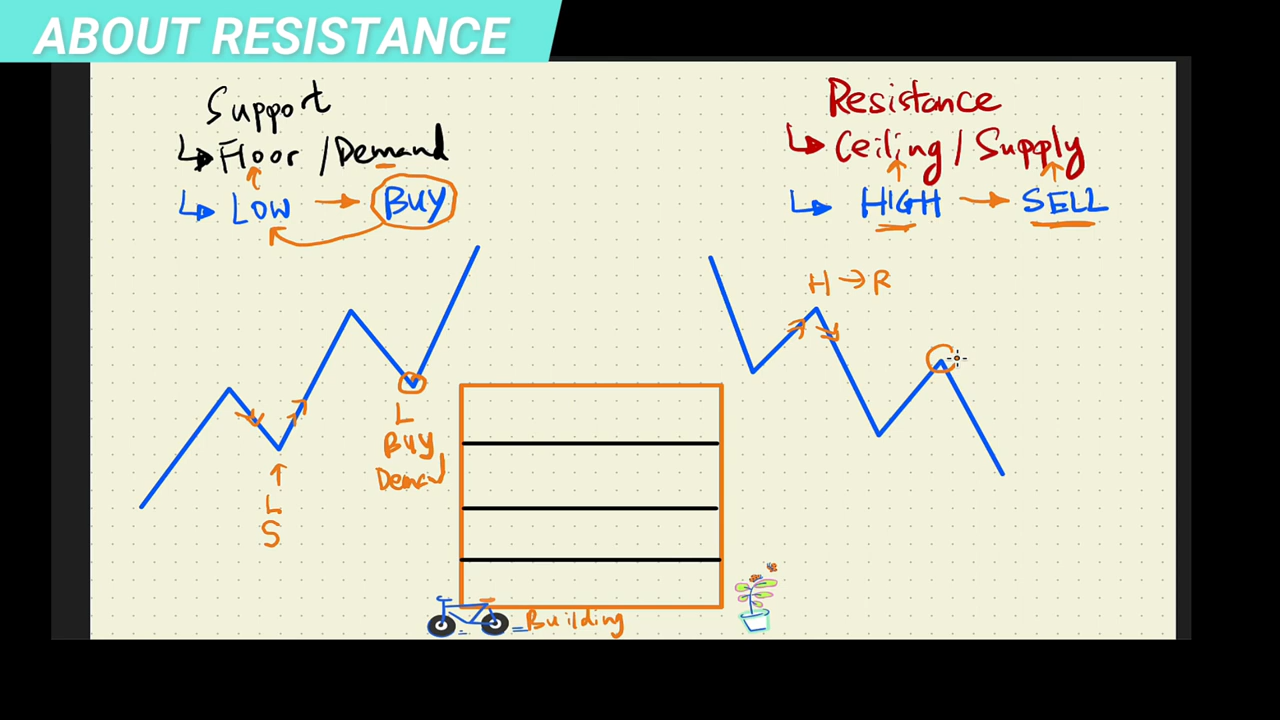 ABOUT RESISTANCE
Support
Floor / Demand
LOW → BUY
Resistance
Ceiling / Supply
HIGH → SELL
H → R
L
BUY
Demand
L
S
Building